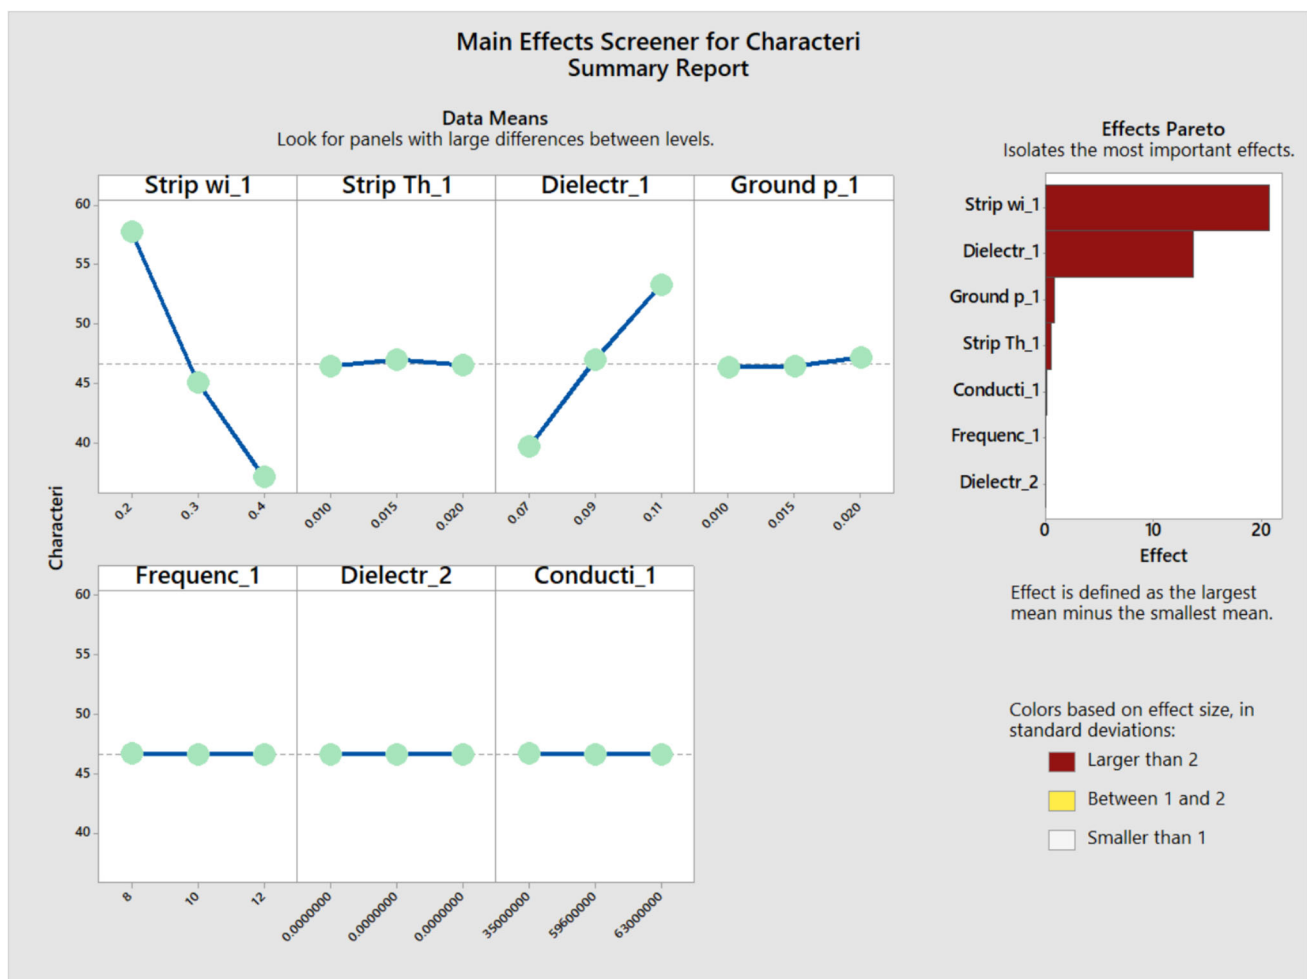 Main Effects Screener for Characteri
Summary Report
Data Means
Look for panels with large differences between levels.
Strip wi_1 Strip Th_1 Dielectr_1 Ground p_1
60
55
50
45
40
0.2 0.3 0.4 0.010 0.015 0.020 0.07 0.09 0.11 0.010 0.015 0.020
Characteri
Frequenc_1 Dielectr_2 Conducti_1
60
55
50
45
40
8 10 12 0.0000000 0.0000000 0.0000000 35000000 59600000 63000000
Effects Pareto
Isolates the most important effects.
Strip wi_1
Dielectr_1
Ground p_1
Strip Th_1
Conducti_1
Frequenc_1
Dielectr_2
0 10 20
Effect
Effect is defined as the largest
mean minus the smallest mean.
Colors based on effect size, in
standard deviations:
Larger than 2
Between 1 and 2
Smaller than 1